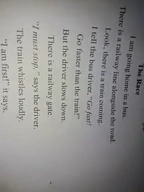 The Race
I am going home in a bus.
There is a railway line alongside the road.
Look, there is a train coming.
I tell the bus driver, "Go fast!
Go faster than the train!"
But the driver slows down.
There is a railway gate.
"I must stop," says the driver.
The train whistles loudly.
"I am first!" it says.